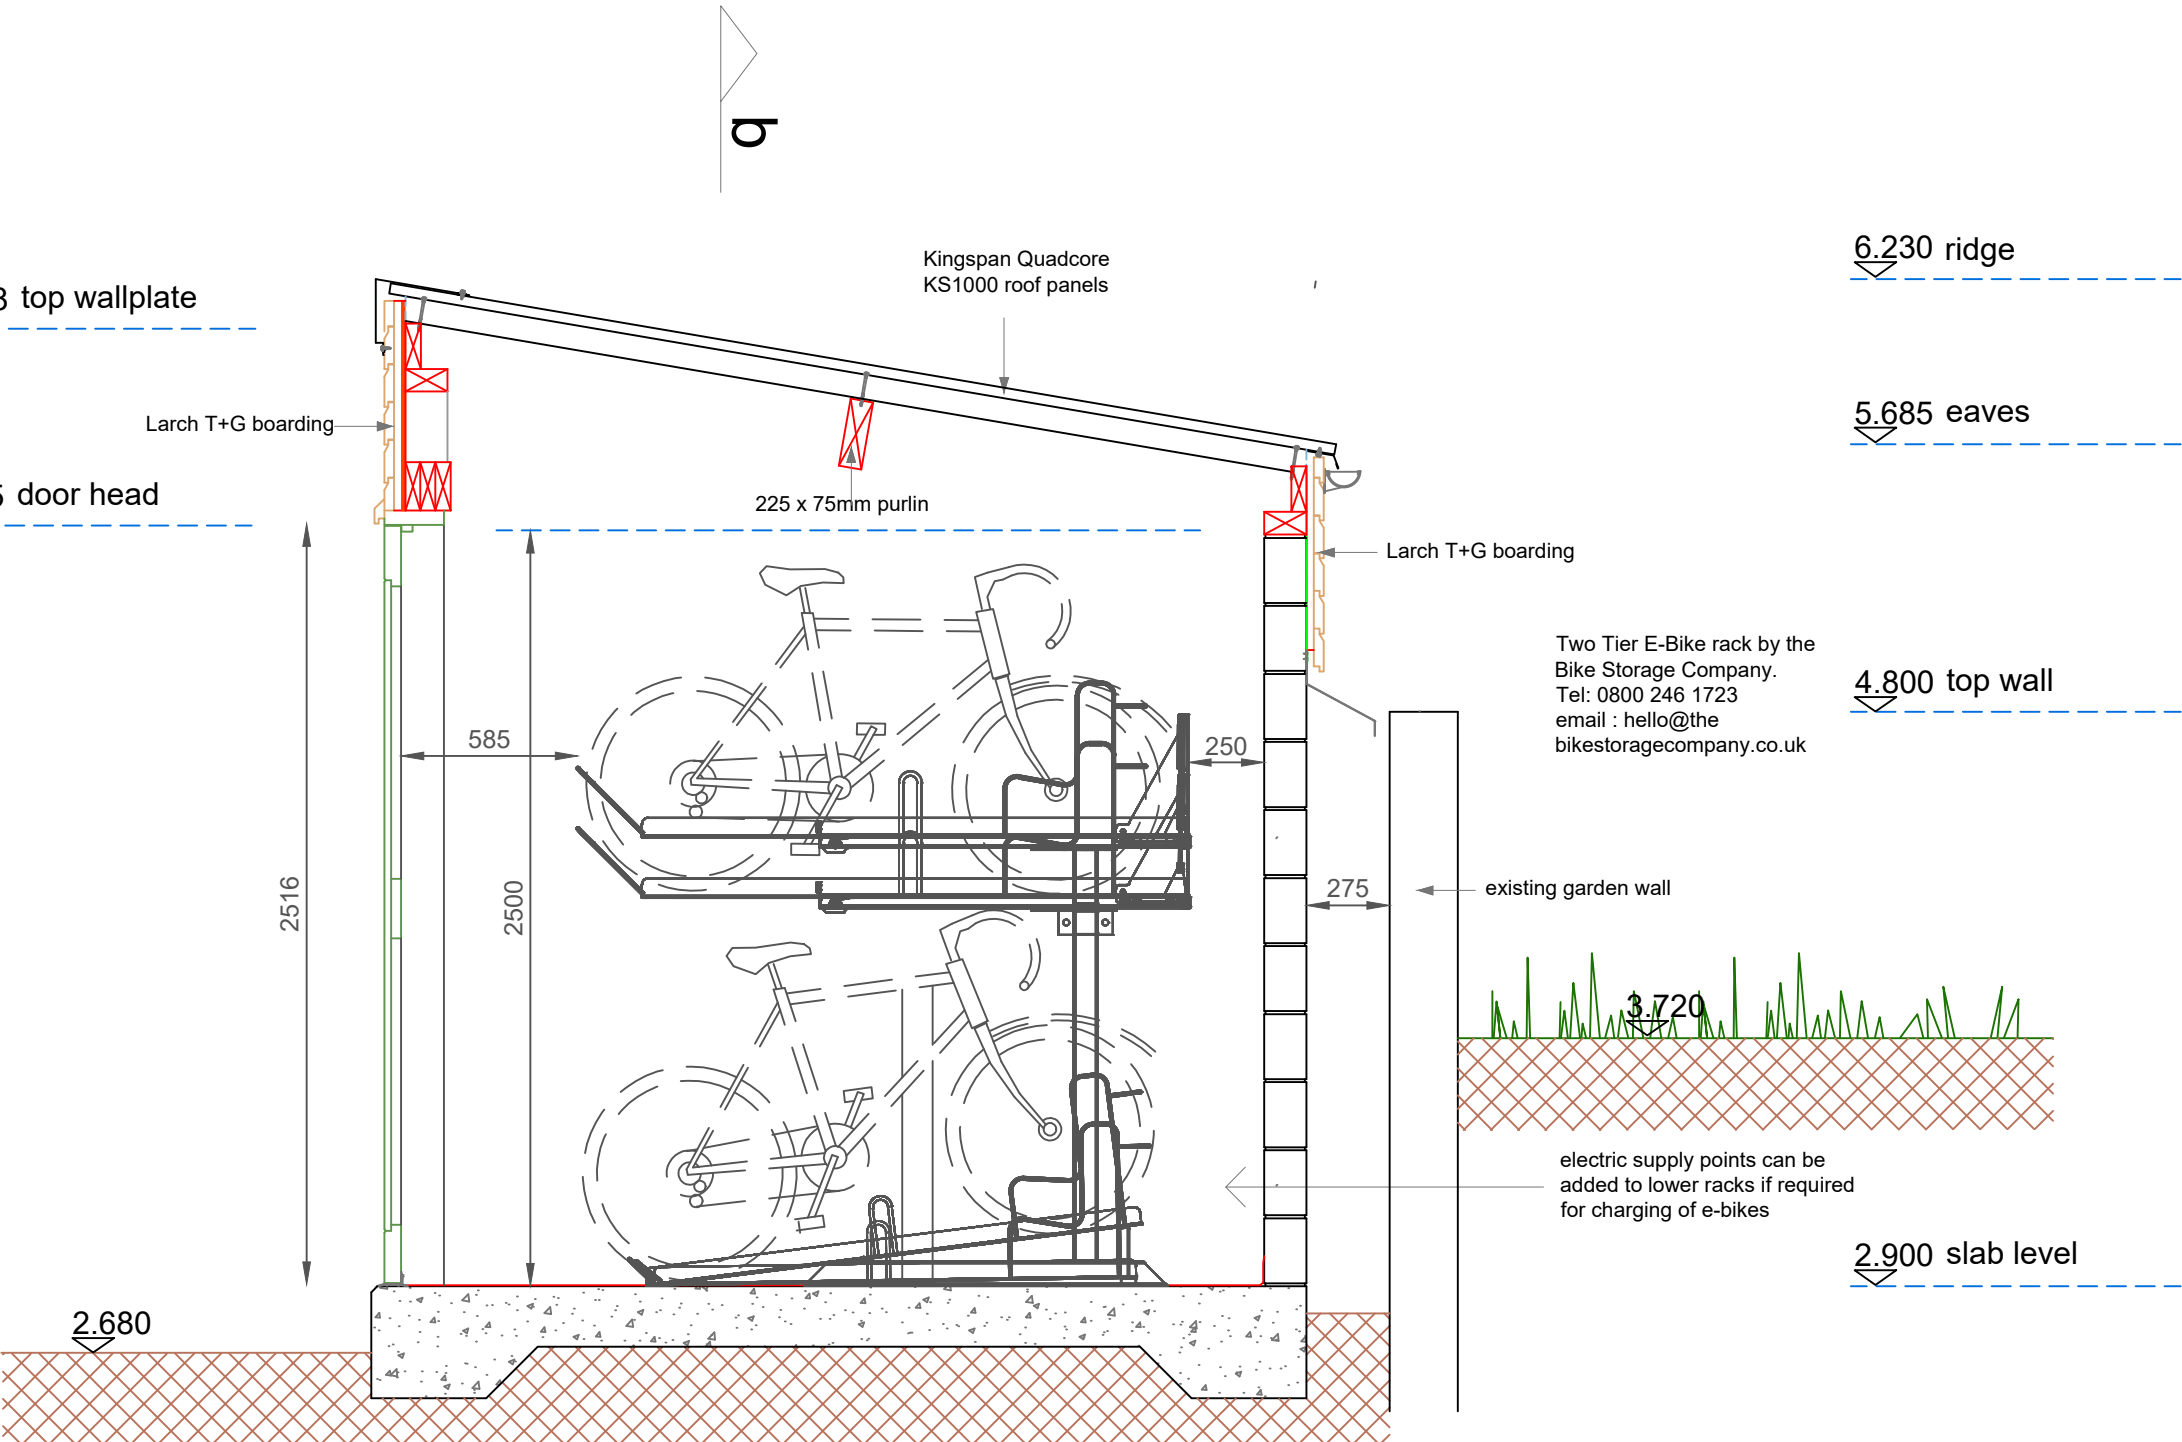 b
Kingspan Quadcore
KS1000 roof panels
6.230 ridge
top wallplate
5.685 eaves
Larch T+G boarding
door head
225 x 75mm purlin
Larch T+G boarding
Two Tier E-Bike rack by the
Bike Storage Company.
Tel: 0800 246 1723
email : hello@the
bikestoragecompany.co.uk
4.800 top wall
585
250
2516
2500
275
existing garden wall
3.720
electric supply points can be
added to lower racks if required
for charging of e-bikes
2.900 slab level
2.680